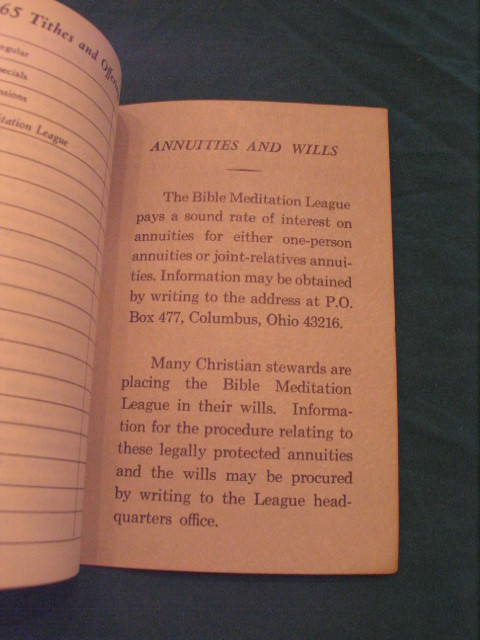 65 Tithes and
egular
pecials
ssions
itation League
ANNUITIES AND WILLS
The Bible Meditation League
pays a sound rate of interest on
annuities for either one-person
annuities or joint-relatives annui-
ties. Information may be obtained
by writing to the address at P.O.
Box 477, Columbus, Ohio 43216.
Many Christian stewards are
placing the Bible Meditation
League in their wills. Informa-
tion for the procedure relating to
these legally protected annuities
and the wills may be procured
by writing to the League head-
quarters office.